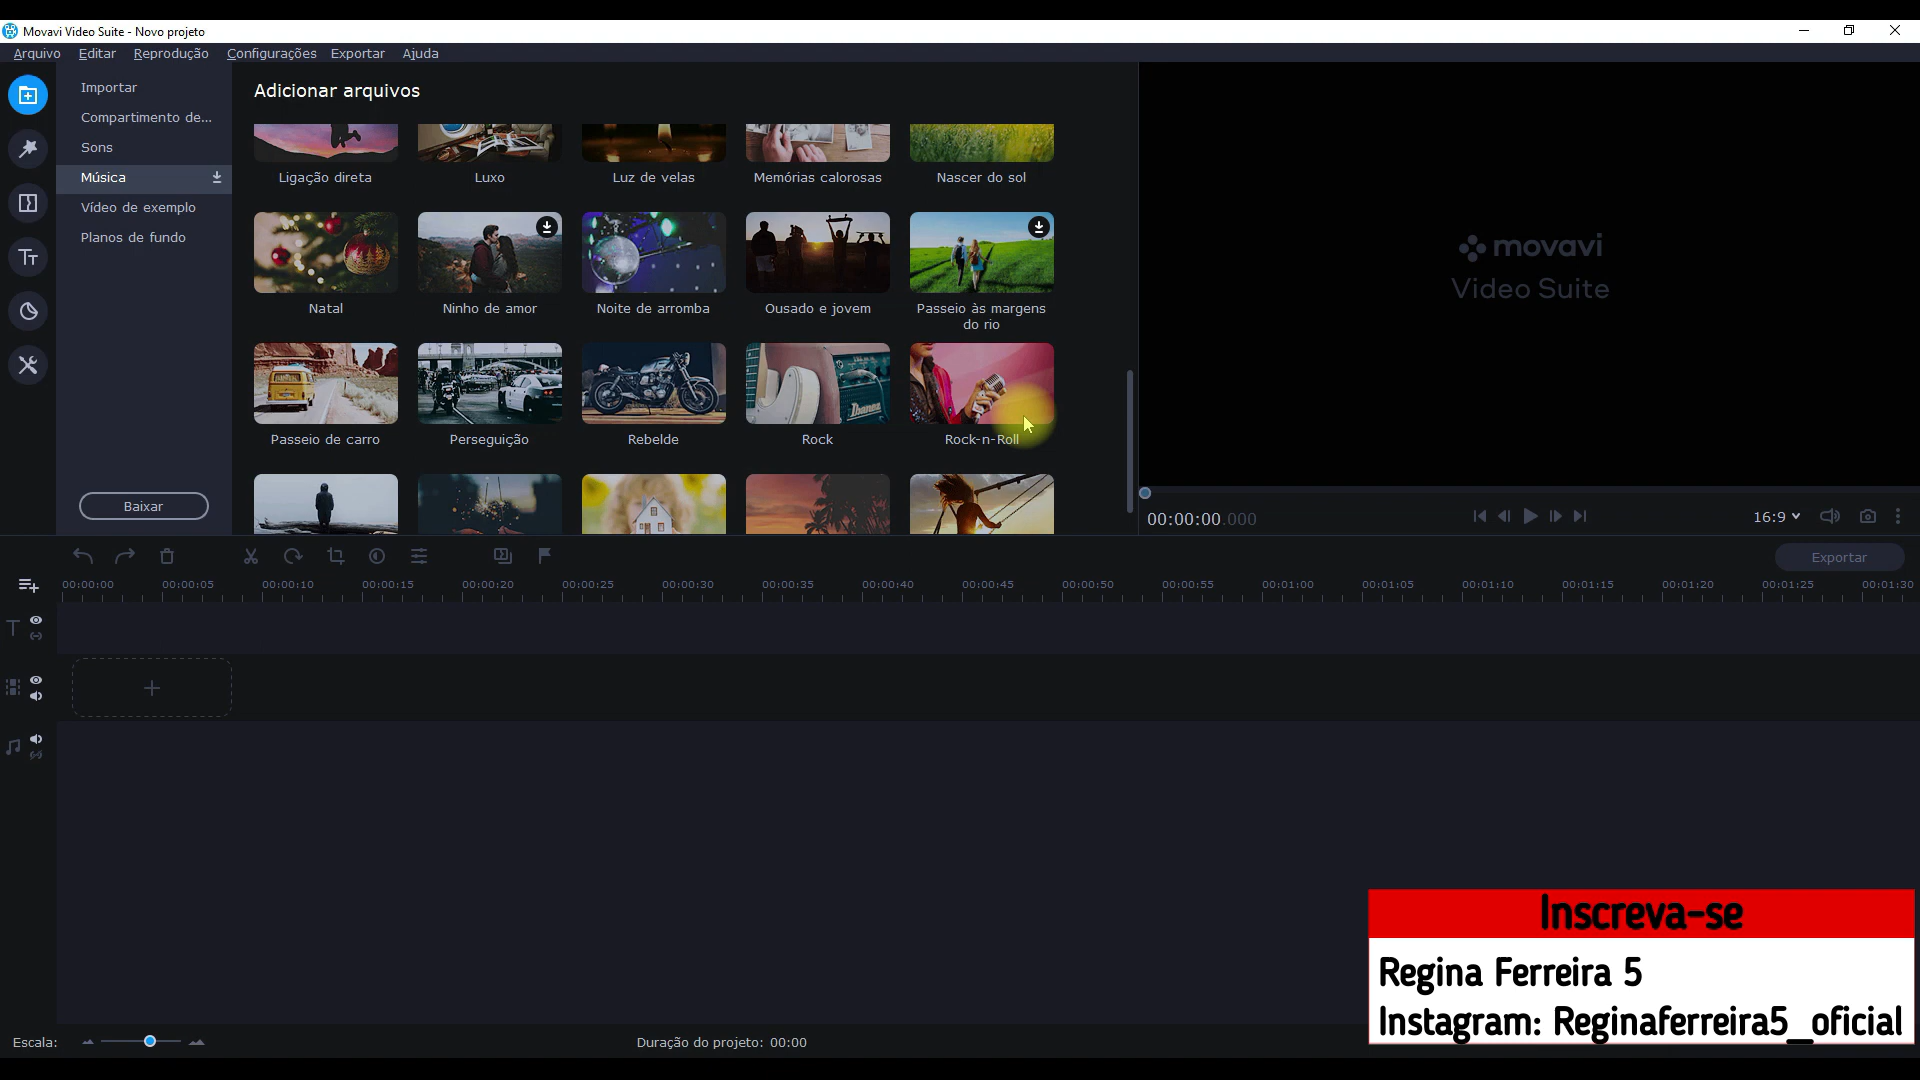 Movavi Video Suite - Novo projeto
Arquivo Editar Reprodução Configurações Exportar Ajuda
Importar
Compartimento de...
Sons
Música
Vídeo de exemplo
Planos de fundo
Baixar
Adicionar arquivos
Ligação direta Luxo Luz de velas Memórias calorosas Nascer do sol
Natal Ninho de amor Noite de arromba Ousado e jovem Passeio às margens
do rio
Ibanez
Passeio de carro Perseguição Rebelde Rock Rock-n-Roll
movavi
Video Suite
00:00:00.000 16:9
Exportar
00:00:00 00:00:05 00:00:10 00:00:15 00:00:20 00:00:25 00:00:30 00:00:35 00:00:40 00:00:45 00:00:50 00:00:55 00:01:00 00:01:05 00:01:10 00:01:15 00:01:20 00:01:25 00:01:30
Inscreva-se
Regina Ferreira 5
Instagram: Reginaferreira5_oficial
Escala: Duração do projeto: 00:00